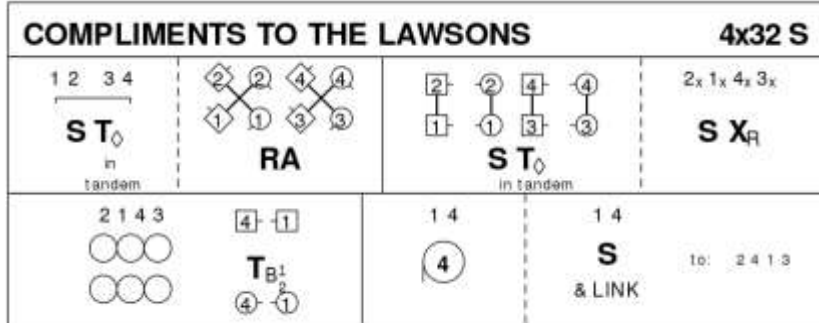 COMPLIMENTS TO THE LAWSONS 4x32 S
1 2 3 4
S T◊
in
tandem
2 2 4 4
1 1 3 3
RA
2 2 4 4
1 1 3 3
S T◊
in tandem
2x 1x 4x 3x
S XR
2 1 4 3
4 1
TB½
4 1
1 4
4
1 4
S
& LINK
to: 2 4 1 3